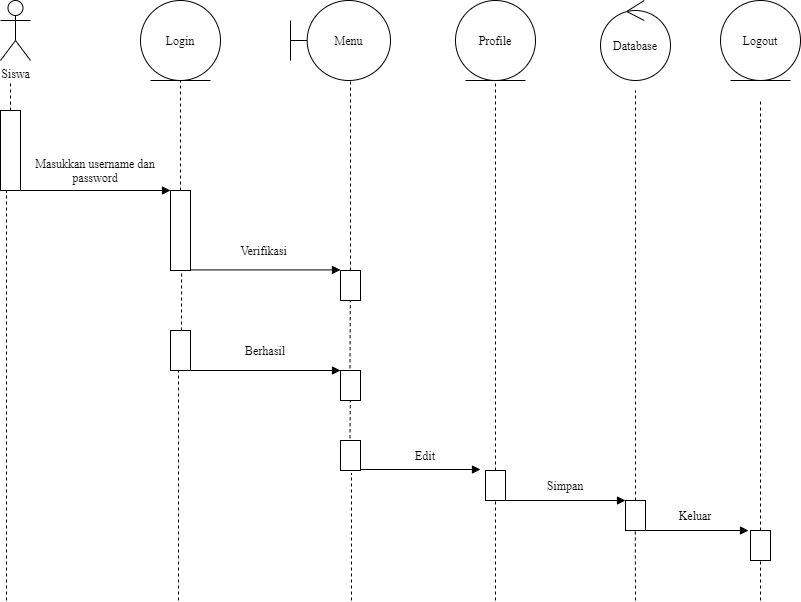 Siswa
Login
Menu
Profile
Database
Logout
Masukkan username dan
password
Verifikasi
Berhasil
Edit
Simpan
Keluar